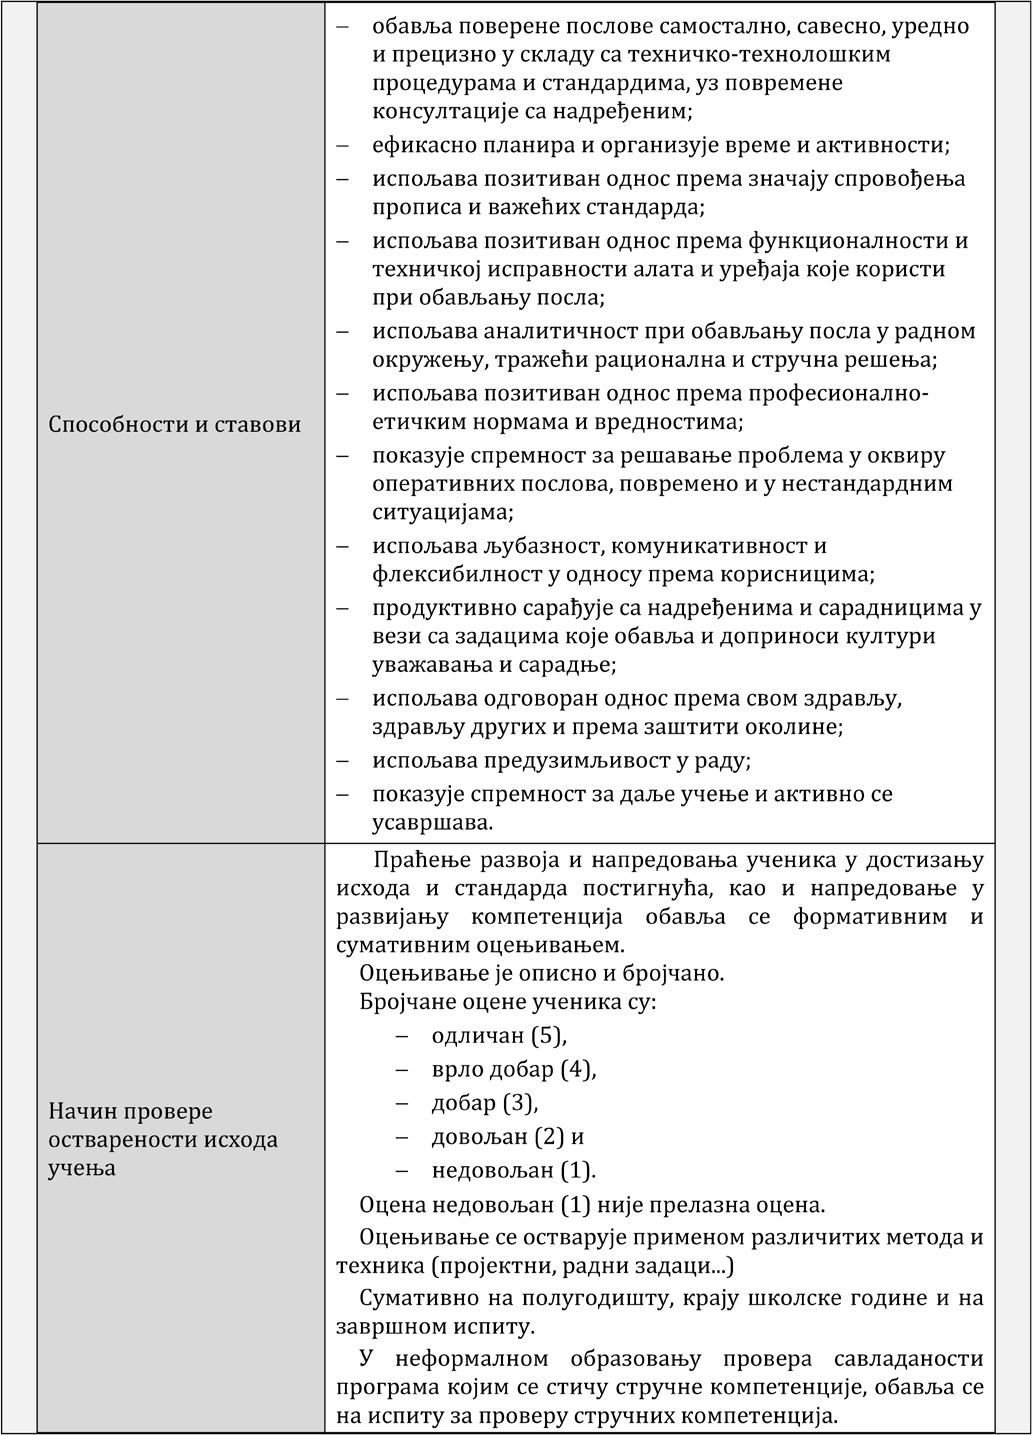 Способности и ставови
– обавља поверене послове самостално, савесно, уредно
и прецизно у складу са техничко-технолошким
процедурама и стандардима, уз повремене
консултације са надређеним;
– ефикасно планира и организује време и активности;
– испољава позитиван однос према значају спровођења
прописа и важећих стандарда;
– испољава позитиван однос према функционалности и
техничкој исправности алата и уређаја које користи
при обављању посла;
– испољава аналитичност при обављању посла у радном
окружењу, тражећи рационална и стручна решења;
– испољава позитиван однос према професионално-
етичким нормама и вредностима;
– показује спремност за решавање проблема у оквиру
оперативних послова, повремено и у нестандардним
ситуацијама;
– испољава љубазност, комуникативност и
флексибилност у односу према корисницима;
– продуктивно сарађује са надређенима и сарадницима у
вези са задацима које обавља и доприноси култури
уважавања и сарадње;
– испољава одговоран однос према свом здрављу,
здрављу других и према заштити околине;
– испољава предузимљивост у раду;
– показује спремност за даље учење и активно се
усавршава.
Начин провере
остварености исхода
учења
Праћење развоја и напредовања ученика у достизању
исхода и стандарда постигнућа, као и напредовање у
развијању компетенција обавља се формативним и
сумативним оцењивањем.
Оцењивање је описно и бројчано.
Бројчане оцене ученика су:
– одличан (5),
– врло добар (4),
– добар (3),
– довољан (2) и
– недовољан (1).
Оцена недовољан (1) није прелазна оцена.
Оцењивање се остварује применом различитих метода и
техника (пројектни, радни задаци...)
Сумативно на полугодишту, крају школске године и на
завршном испиту.
У неформалном образовању провера савладаности
програма којим се стичу стручне компетенције, обавља се
на испиту за проверу стручних компетенција.